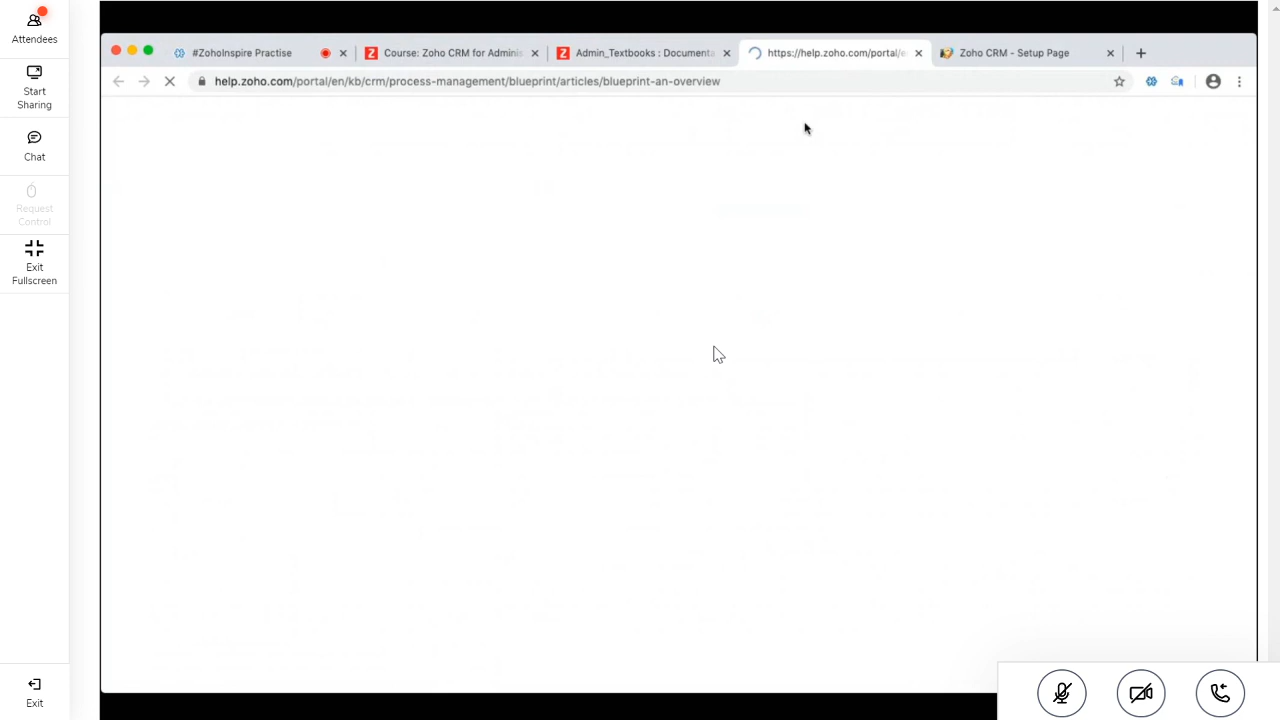 Attendees
Start
Sharing
Chat
Request
Control
Exit
Fullscreen
Exit
#ZohoInspire Practise
Course: Zoho CRM for Adminis
Admin_Textbooks : Documenta
https://help.zoho.com/portal/e
Zoho CRM - Setup Page
help.zoho.com/portal/en/kb/crm/process-management/blueprint/articles/blueprint-an-overview